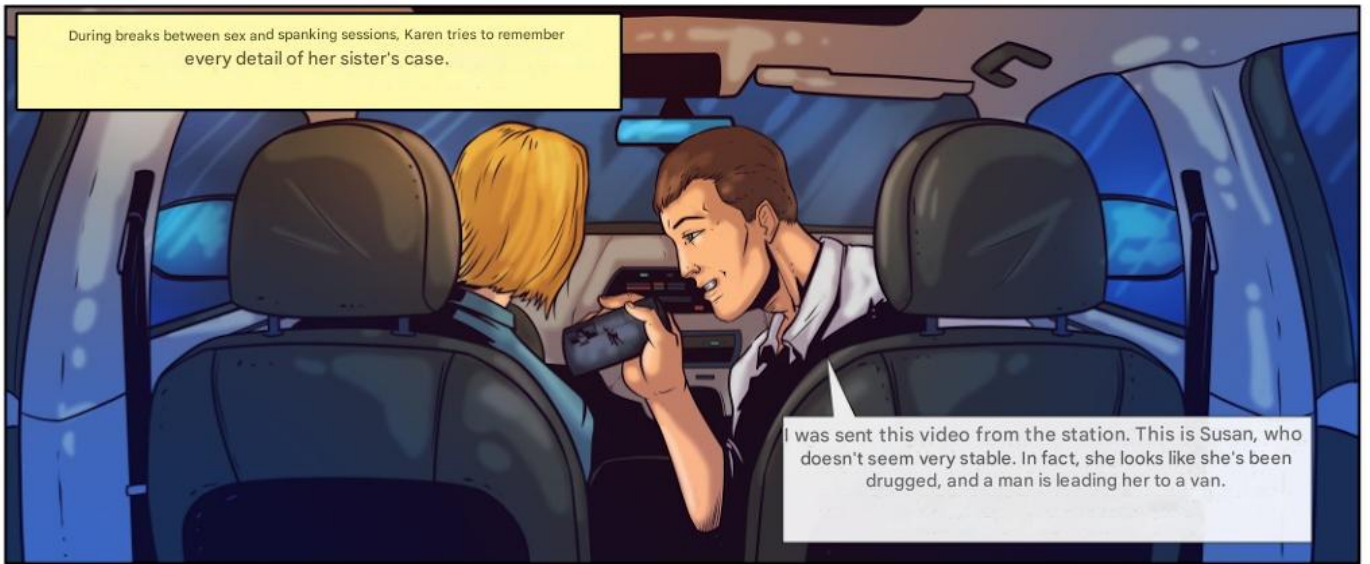 During breaks between sex and spanking sessions, Karen tries to remember
every detail of her sister's case.
I was sent this video from the station. This is Susan, who
doesn't seem very stable. In fact, she looks like she's been
drugged, and a man is leading her to a van.